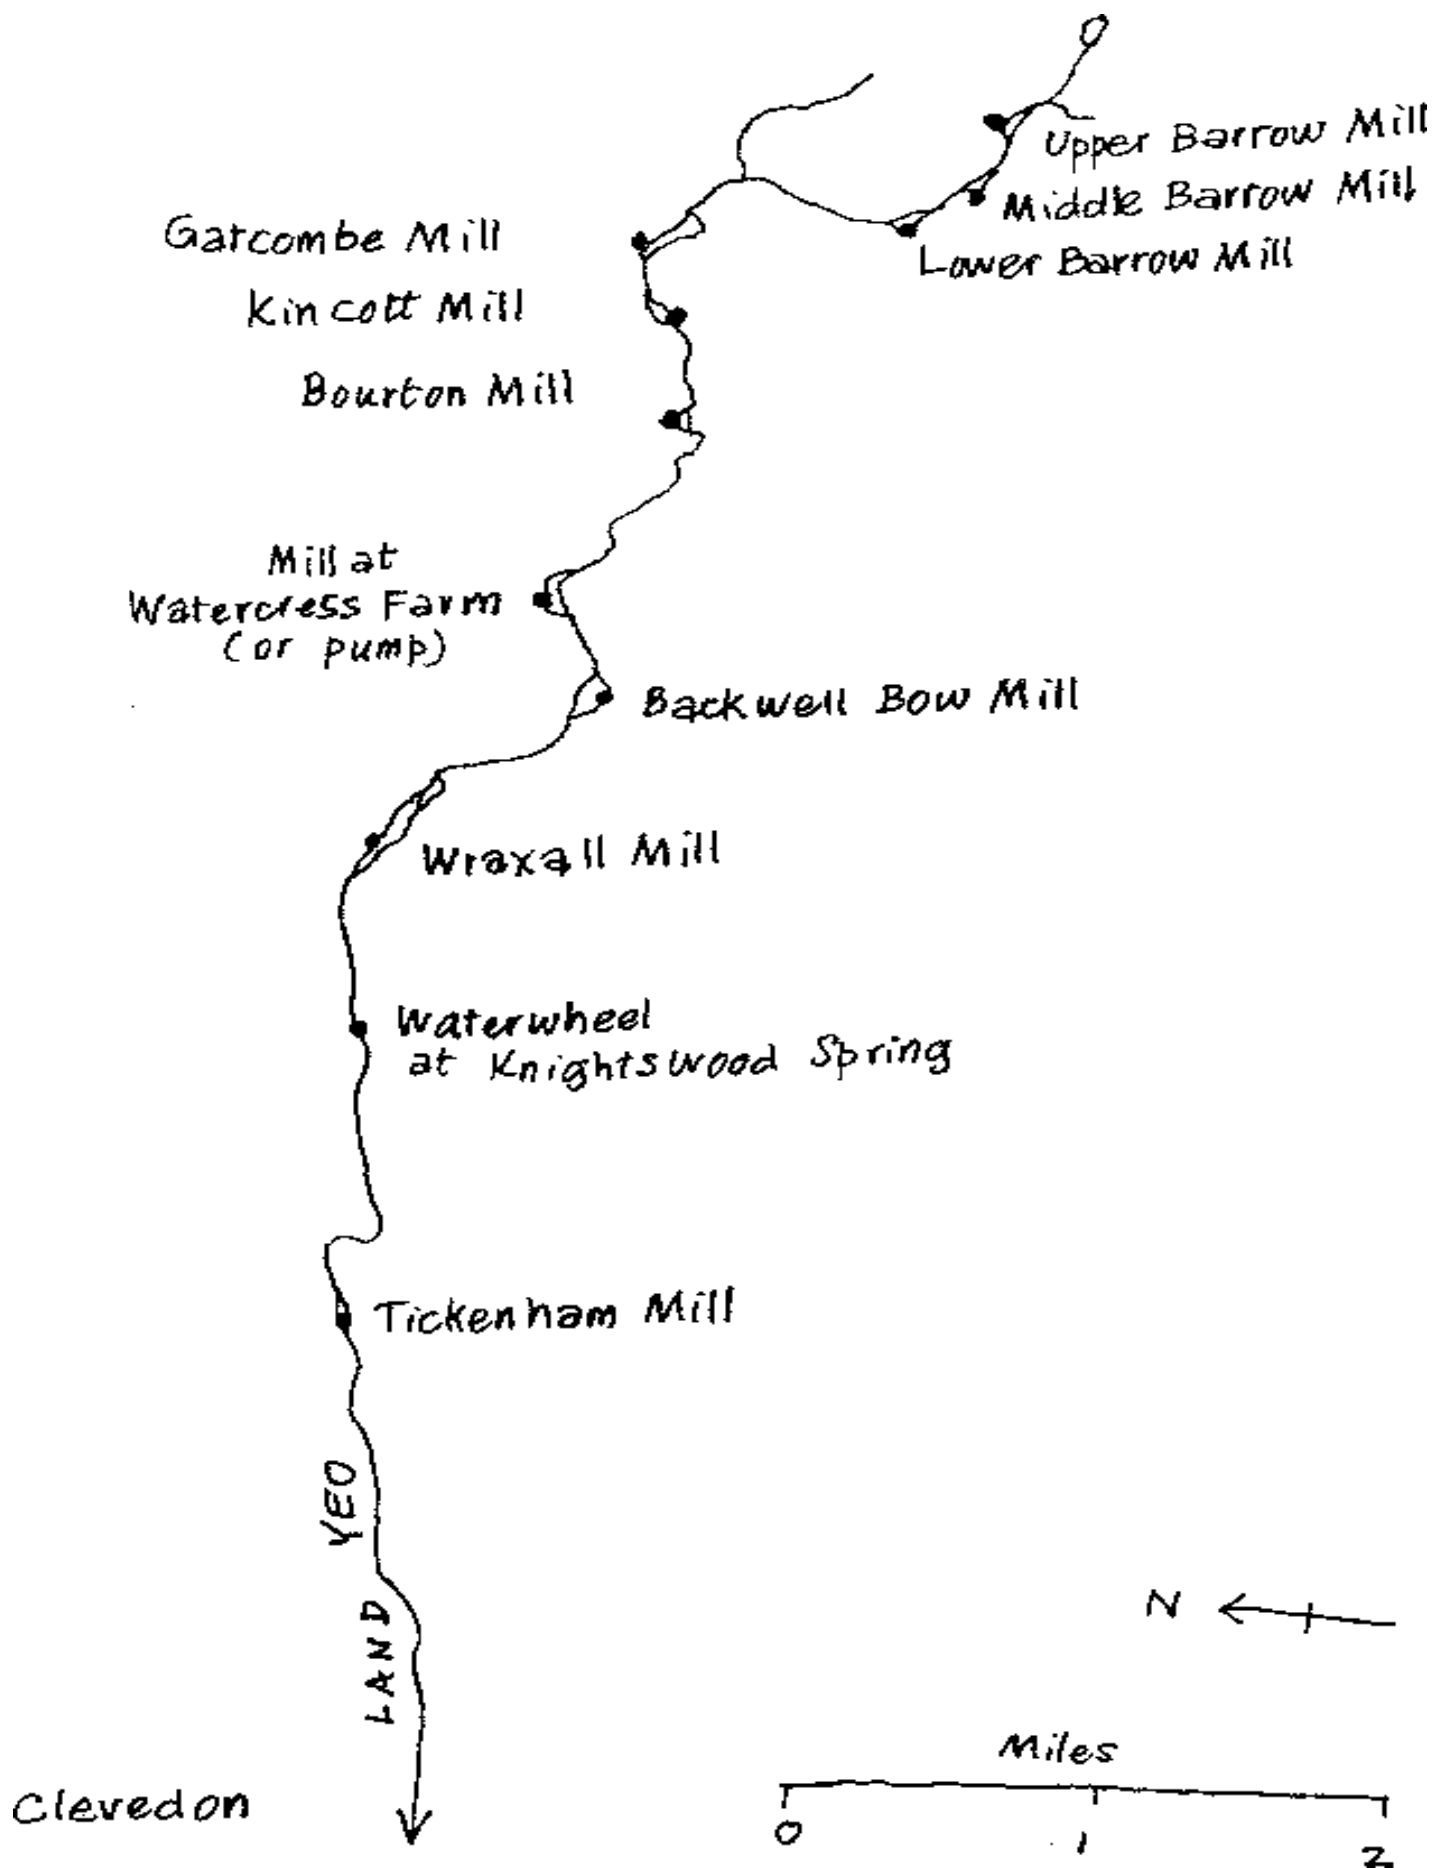 Upper Barrow Mill
Middle Barrow Mill
Lower Barrow Mill
Gatcombe Mill
Kincott Mill
Bourton Mill
Mill at
Watercress Farm
(or pump)
Backwell Bow Mill
Wraxall Mill
Waterwheel
at Knightswood Spring
Tickenham Mill
LAND YEO
N
Miles
0 1 2
Clevedon